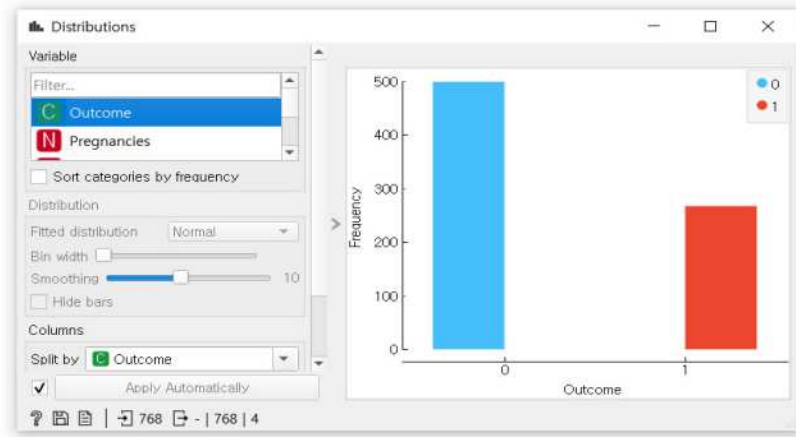 Distributions
Variable
Filter...
C Outcome
N Pregnancies
Sort categories by frequency
Distribution
Fitted distribution Normal
Bin width
Smoothing 10
Hide bars
Columns
Split by C Outcome
Apply Automatically
? 768 - | 768 | 4
500
400
300
200
100
0
Frequency
0 1
Outcome
0
1